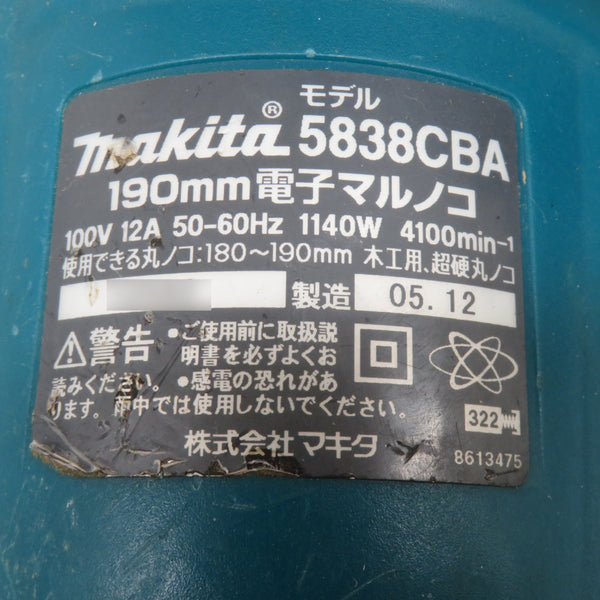 モデル
makita® 5838CBA
190mm電子マルノコ
100V 12A 50-60Hz 1140W 4100min-1
使用できる丸ノコ:180〜190mm 木工用、超硬丸ノコ
製造 05.12
警告 •ご使用前に取扱説
明書を必ずよくお
読みください。•感電の恐れがあ
ります。雨中では使用しないでください。
322
株式会社マキタ
8613475